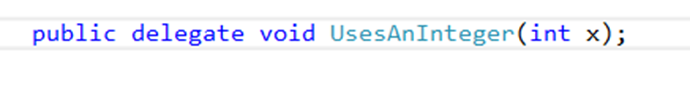 public delegate void UsesAnInteger(int x);